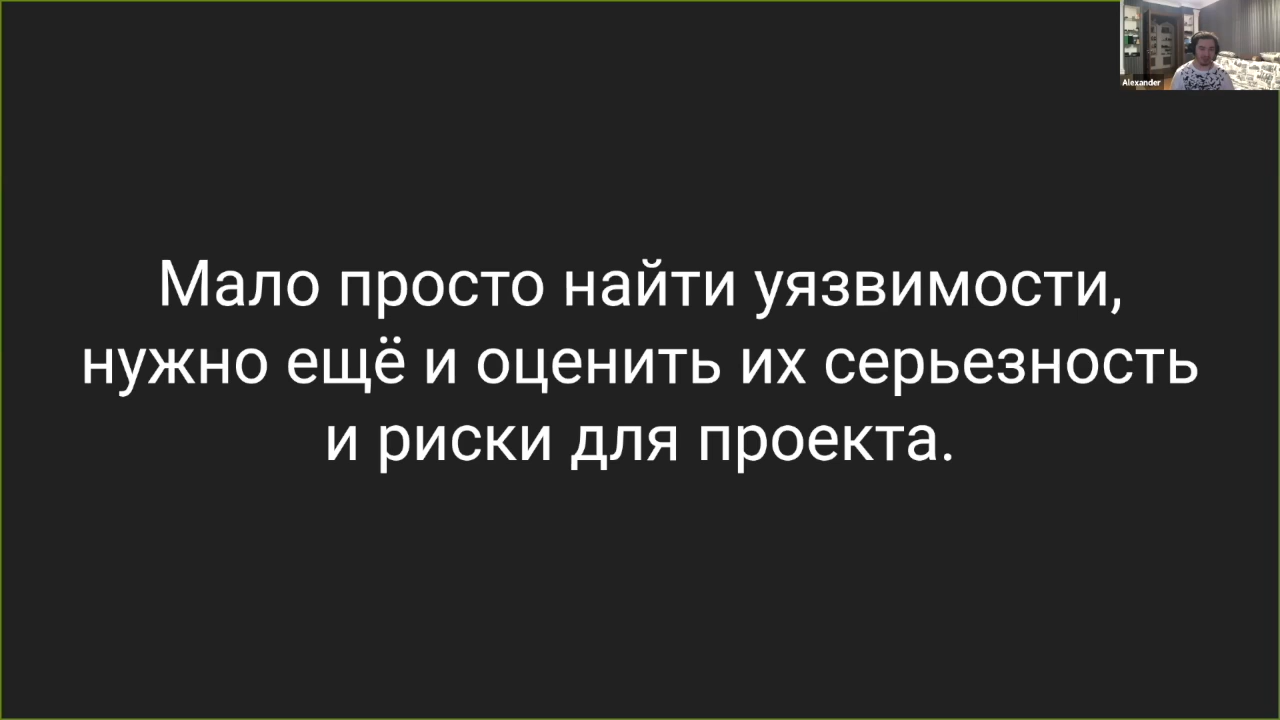 Alexander
Мало просто найти уязвимости,
нужно ещё и оценить их серьезность
и риски для проекта.